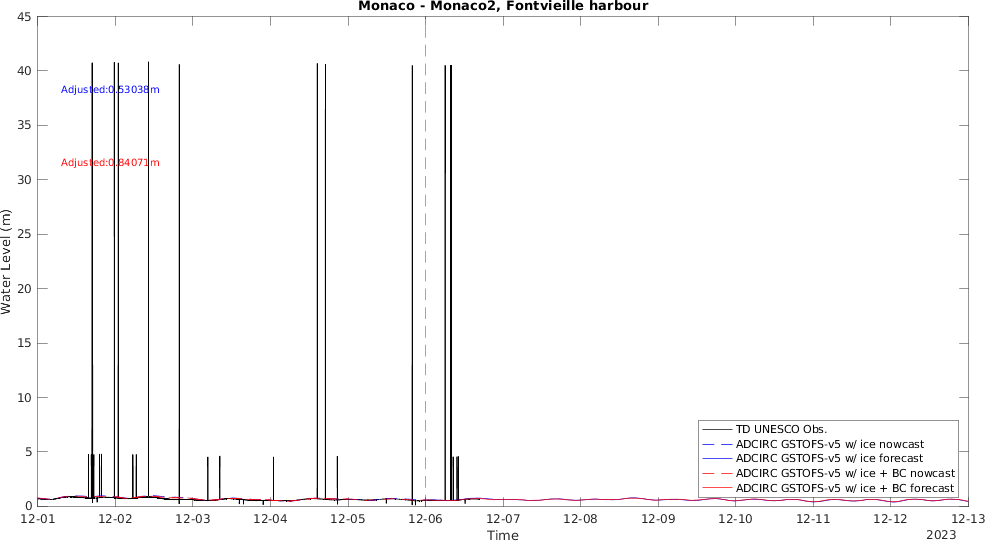 Monaco - Monaco2, Fontvieille harbour
Water Level (m)
45
40
35
30
25
20
15
10
5
0
Adjusted:0.53038m
Adjusted:0.84071m
TD UNESCO Obs.
ADCIRC GSTOFS-v5 w/ ice nowcast
ADCIRC GSTOFS-v5 w/ ice forecast
ADCIRC GSTOFS-v5 w/ ice + BC nowcast
ADCIRC GSTOFS-v5 w/ ice + BC forecast
12-01 12-02 12-03 12-04 12-05 12-06 12-07 12-08 12-09 12-10 12-11 12-12 12-13
Time
2023